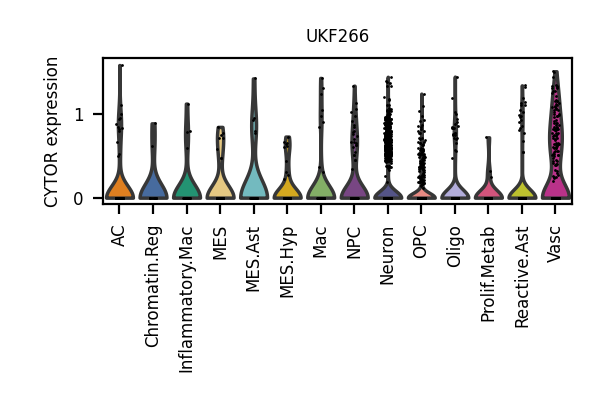 UKF266
CYTOR expression
1
0
AC
Chromatin.Reg
Inflammatory.Mac
MES
MES.Ast
MES.Hyp
Mac
NPC
Neuron
OPC
Oligo
Prolif.Metab
Reactive.Ast
Vasc